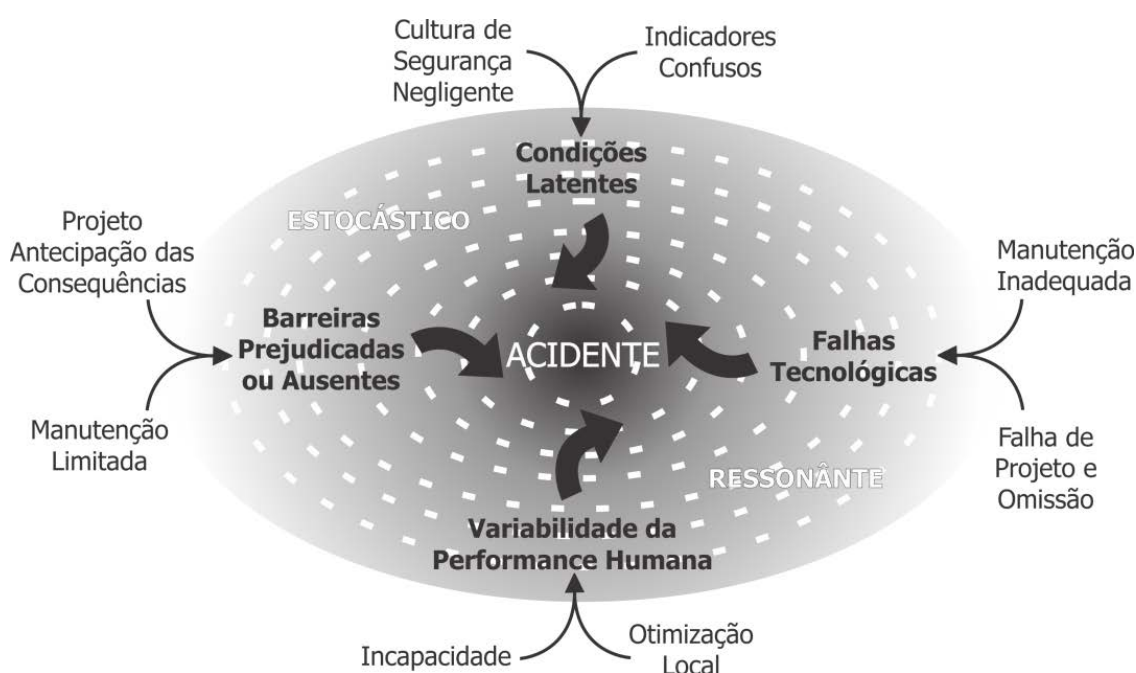 Cultura de
Segurança
Negligente
Indicadores
Confusos
Condições
Latentes
ESTOCÁSTICO
Projeto
Antecipação das
Consequências
Manutenção
Inadequada
Barreiras
Prejudicadas
ou Ausentes
ACIDENTE
Falhas
Tecnológicas
Manutenção
Limitada
Falha de
Projeto e
Omissão
RESSONÂNTE
Variabilidade da
Performance Humana
Incapacidade
Otimização
Local